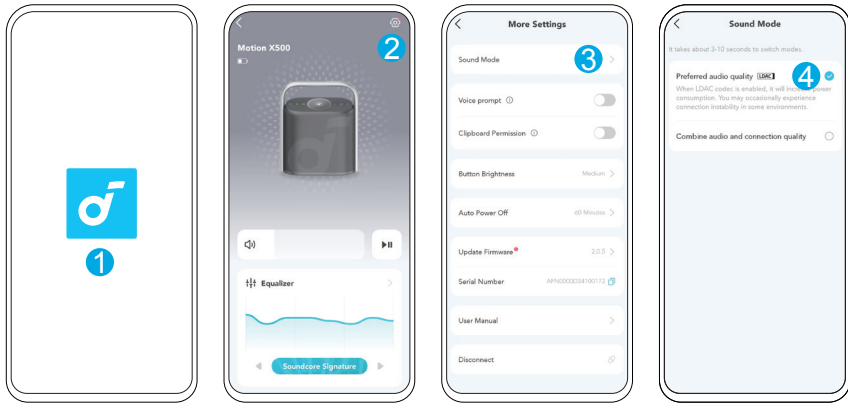 1
2
Motion X500
Equalizer
Soundcore Signature
More Settings
Sound Mode
3
Voice prompt
Clipboard Permission
Button Brightness
Medium
Auto Power Off
60 Minutes
Update Firmware
2.0.5
Serial Number
APN0000D34100172
User Manual
Disconnect
Sound Mode
It takes about 3-10 seconds to switch modes.
Preferred audio quality LDAC
4
When LDAC codec is enabled, it will increase power
consumption. You may occasionally experience
connection instability in some environments.
Combine audio and connection quality